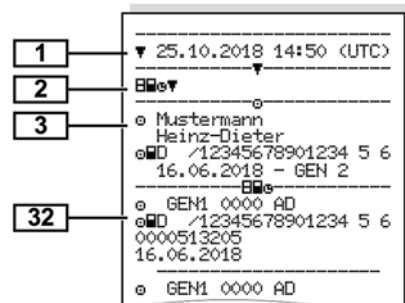 1
▼ 25.10.2018 14:50 (UTC)
2
3
Mustermann
Heinz-Dieter
D /12345678901234 5 6
16.06.2018 - GEN 2
32
GEN1 0000 AD
D /12345678901234 5 6
0000513205
16.06.2018
GEN1 0000 AD